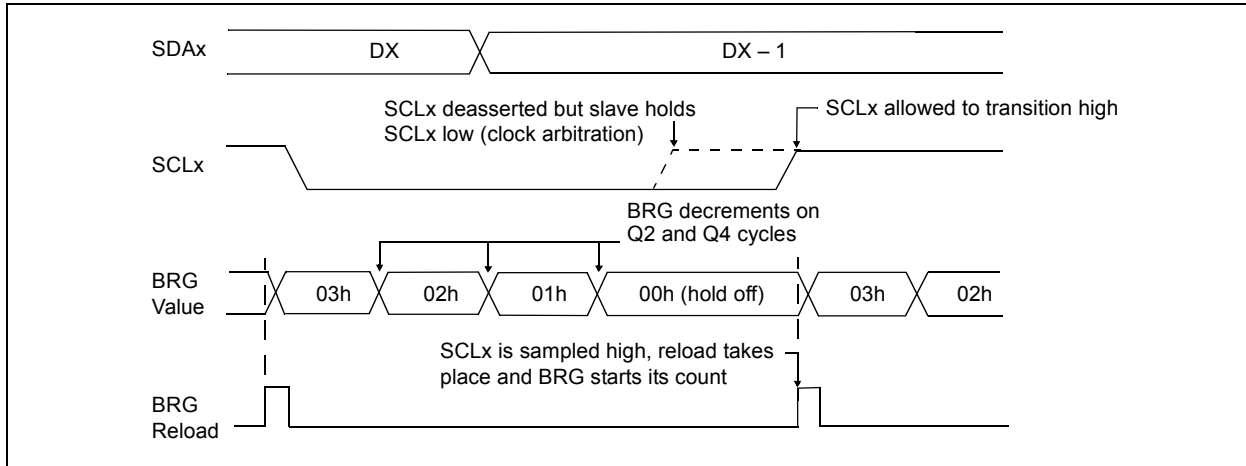 SDAx
DX
DX – 1
SCLx deasserted but slave holds
SCLx low (clock arbitration)
SCLx allowed to transition high
SCLx
BRG decrements on
Q2 and Q4 cycles
BRG
Value
03h
02h
01h
00h (hold off)
03h
02h
SCLx is sampled high, reload takes
place and BRG starts its count
BRG
Reload